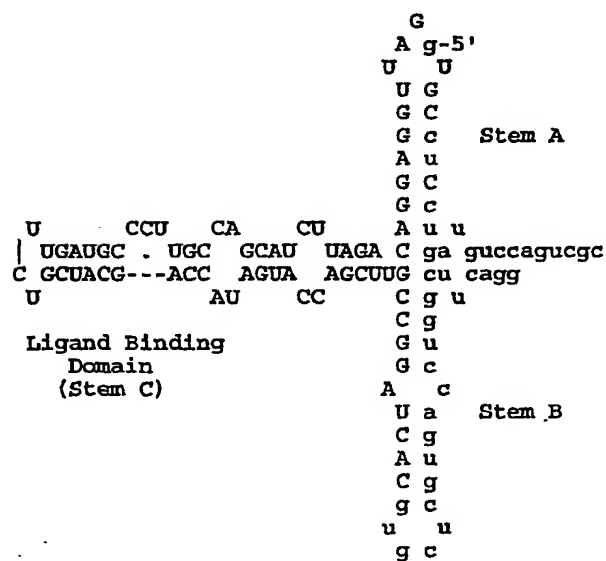 G
A g-5'
U U
U G
G C
G c Stem A
A u
G C
G c
U CCU CA CU A u u
| UGAUGC . UGC GCAU UAGA C ga guccagucgc
C GCUACG---ACC AGUA AGCUUG cu cagg
U AU CC C g u
C g
Ligand Binding G u
Domain G c
(Stem C) A c
U a Stem B
C g
A u
C g
g c
u u
g c